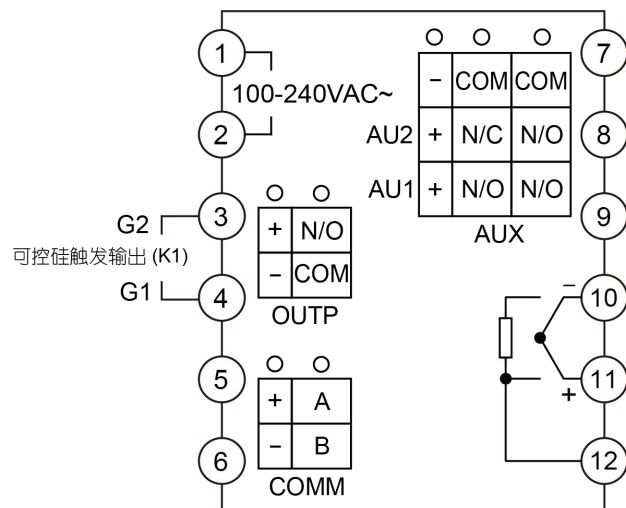 1
7
100-240VAC~
− COM COM
2
AU2 + N/C N/O
8
AU1 + N/O N/O
AUX
9
G2
3
+ N/O
可控硅触发输出 (K1)
− COM
G1
4
OUTP
− 10
5
+ A
+ 11
6
− B
COMM
12